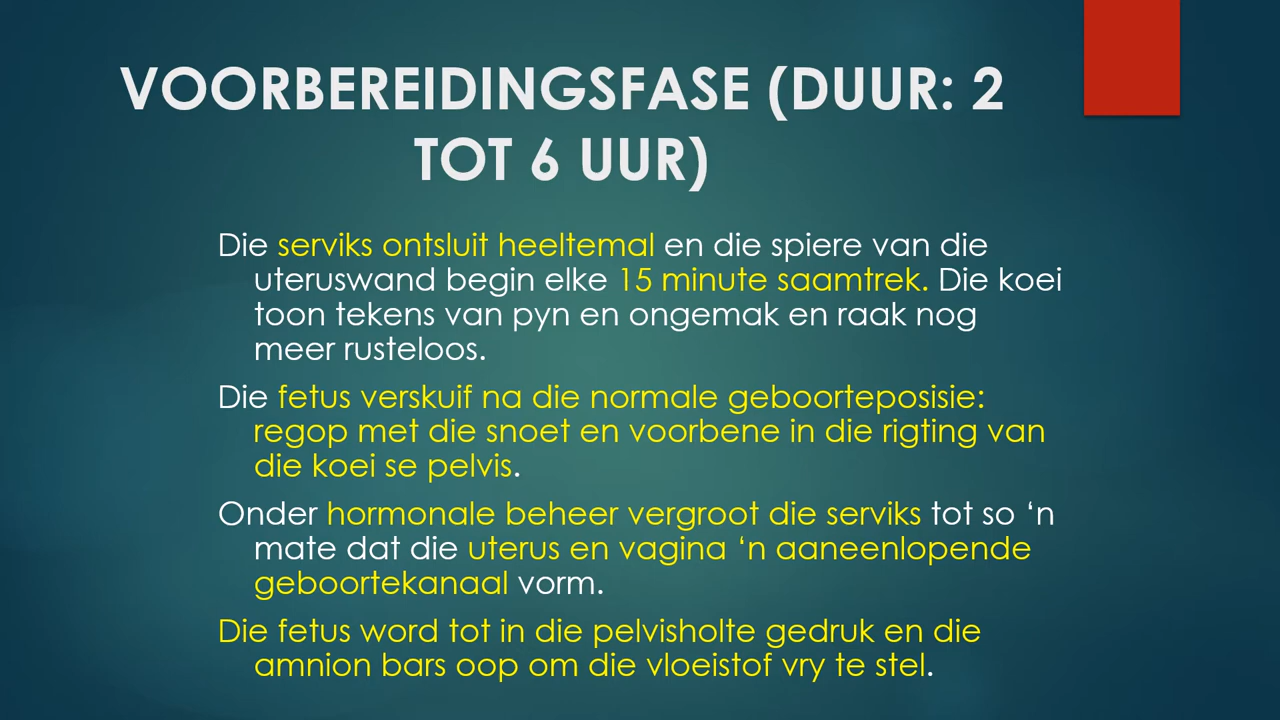 VOORBEREIDINGSFASE (DUUR: 2
TOT 6 UUR)
Die serviks ontsluit heeltemal en die spiere van die
uteruswand begin elke 15 minute saamtrek. Die koei
toon tekens van pyn en ongemak en raak nog
meer rusteloos.
Die fetus verskuif na die normale geboorteposisie:
regop met die snoet en voorbene in die rigting van
die koei se pelvis.
Onder hormonale beheer vergroot die serviks tot so ‘n
mate dat die uterus en vagina ‘n aaneenlopende
geboortekanaal vorm.
Die fetus word tot in die pelvisholte gedruk en die
amnion bars oop om die vloeistof vry te stel.